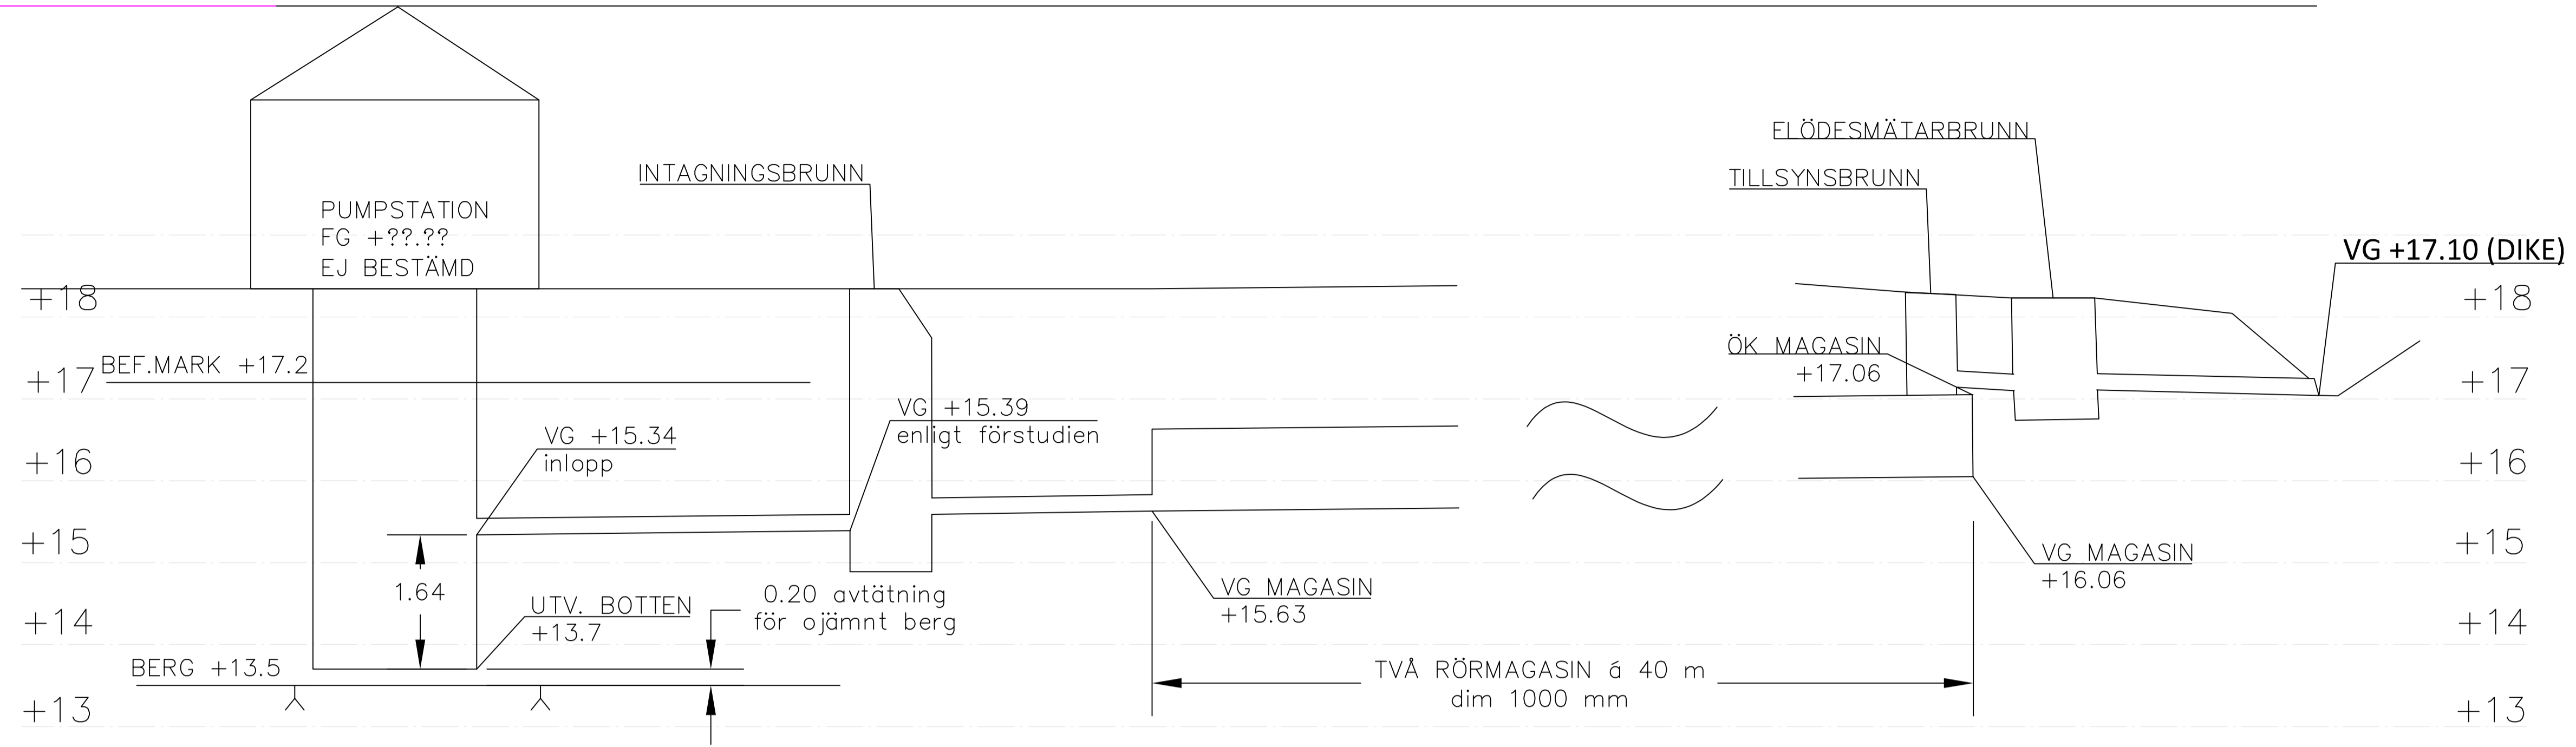 ELÖDESMÄTARBRUNN
INTAGNINGSBRUNN
TILLSYNSBRUNN
PUMPSTATION
FG +??.??
EJ BESTÄMD
VG +17.10 (DIKE)
+18
+18
BEF.MARK +17.2
ÖK MAGASIN
+17.06
+17
+17
VG +15.39
enligt förstudien
VG +15.34
inlopp
+16
+16
+15
+15
VG MAGASIN
+16.06
1.64
0.20 avtätning
för ojämnt berg
VG MAGASIN
+15.63
UTV. BOTTEN
+13.7
+14
+14
BERG +13.5
TVÅ RÖRMAGASIN á 40 m
dim 1000 mm
+13
+13